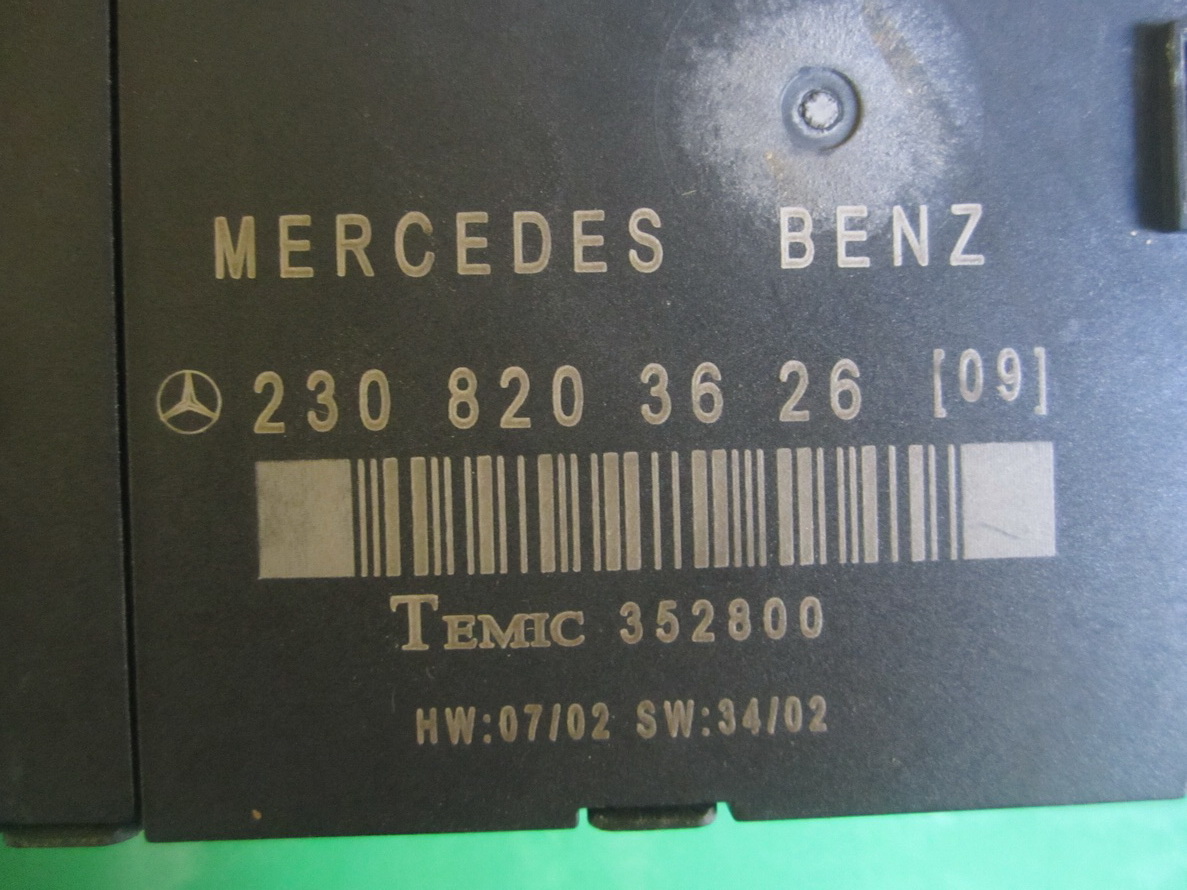 MERCEDES BENZ
230 820 36 26 [09]
TEMIC 352800
HW:07/02 SW:34/02